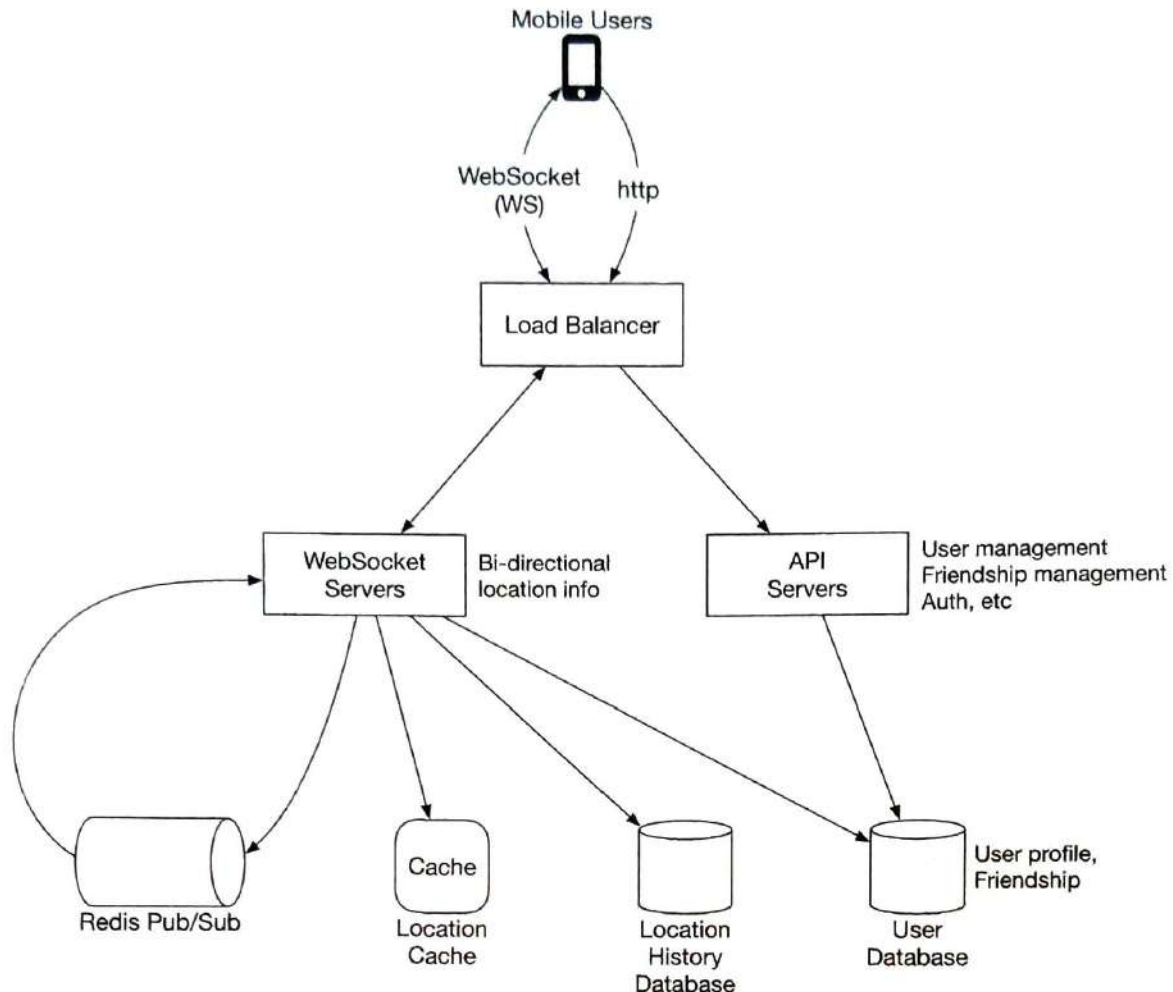 Mobile Users
WebSocket
(WS)
http
Load Balancer
WebSocket
Servers
Bi-directional
location info
API
Servers
User management
Friendship management
Auth, etc
Redis Pub/Sub
Cache
Location
Cache
Location
History
Database
User
Database
User profile,
Friendship